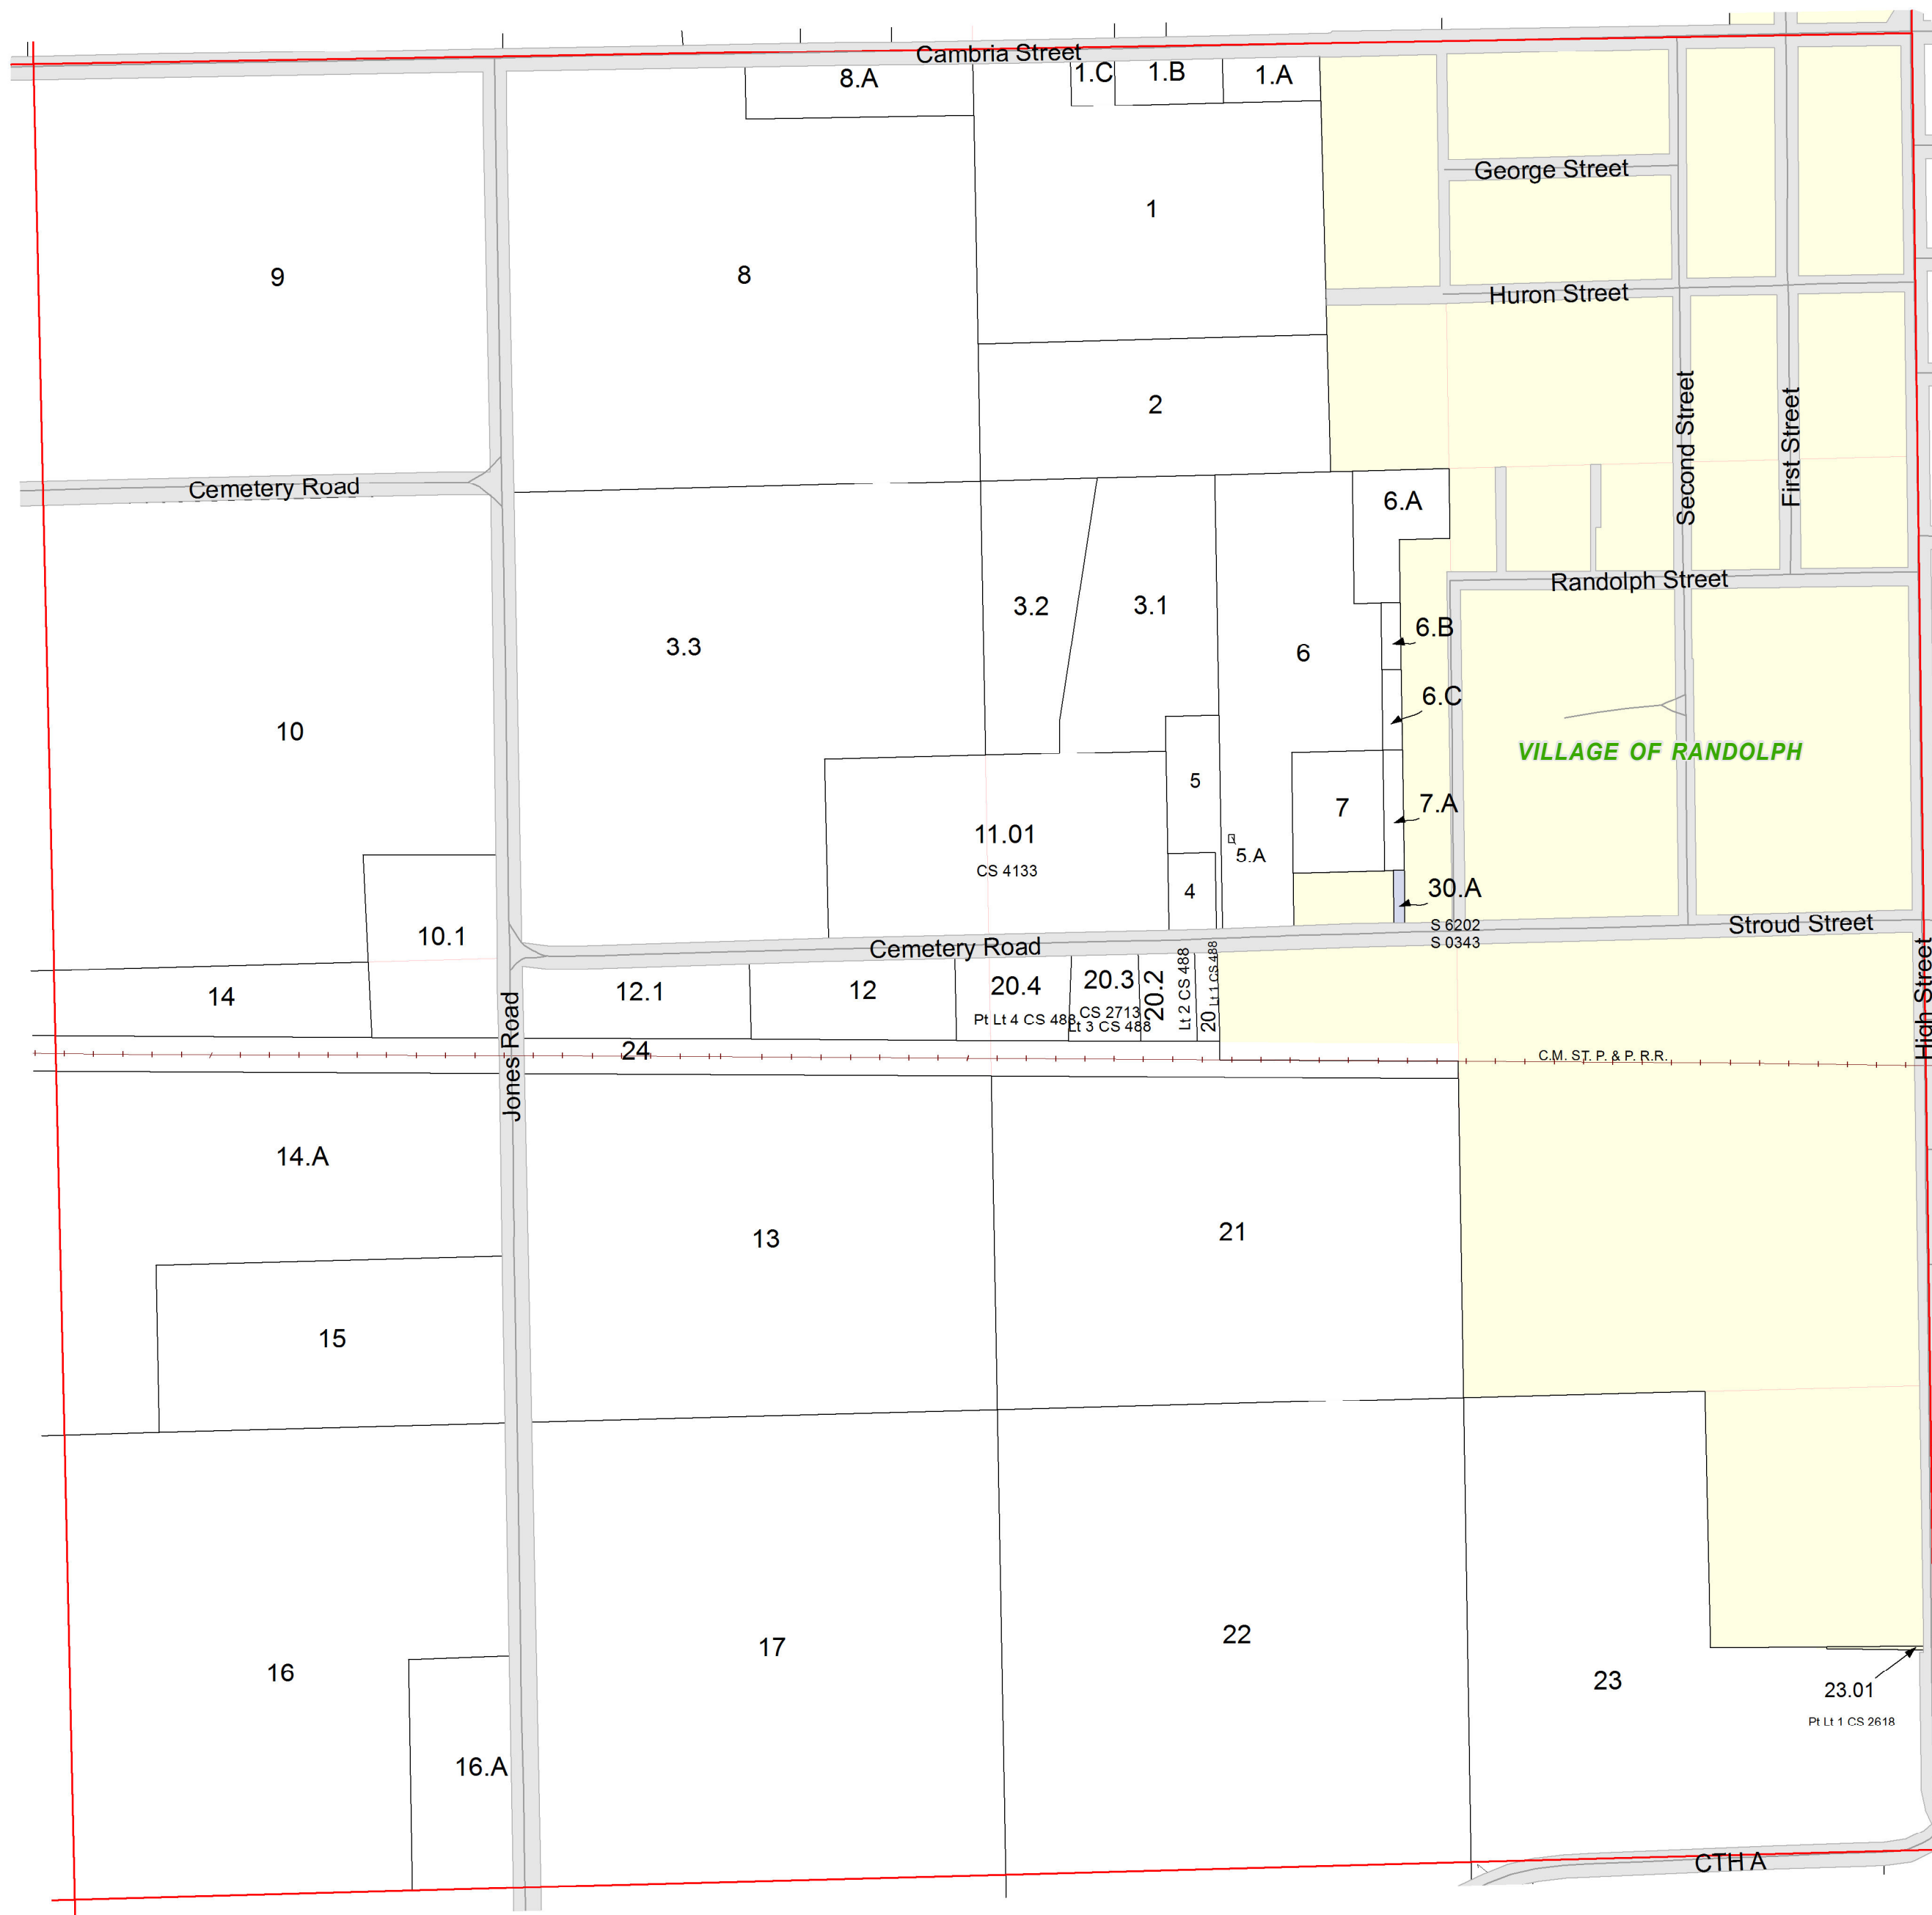 Cambria Street
8.A
1.C
1.B
1.A
George Street
1
9
8
Huron Street
2
Second Street
First Street
Cemetery Road
6.A
Randolph Street
3.2
3.1
6.B
3.3
6
6.C
10
VILLAGE OF RANDOLPH
5
7
7.A
11.01
5.A
CS 4133
4
30.A
S 6202
Stroud Street
S 0343
10.1
Cemetery Road
High Street
14
12.1
12
20.4
Pt Lt 4 CS 488
20.3
CS 2713
Lt 3 CS 488
20.2
Lt 2 CS 488
20
Lt 1 CS 488
Jones Road
24
C.M. ST. P. & P. R.R.
14.A
13
21
15
16
17
22
23
23.01
Pt Lt 1 CS 2618
16.A
CTH A